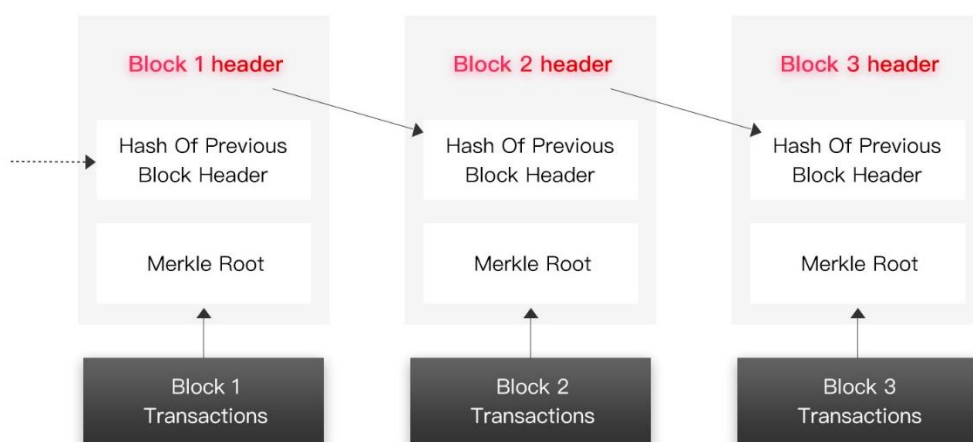 Block 1 header
Hash Of Previous
Block Header
Merkle Root
Block 1
Transactions
Block 2 header
Hash Of Previous
Block Header
Merkle Root
Block 2
Transactions
Block 3 header
Hash Of Previous
Block Header
Merkle Root
Block 3
Transactions